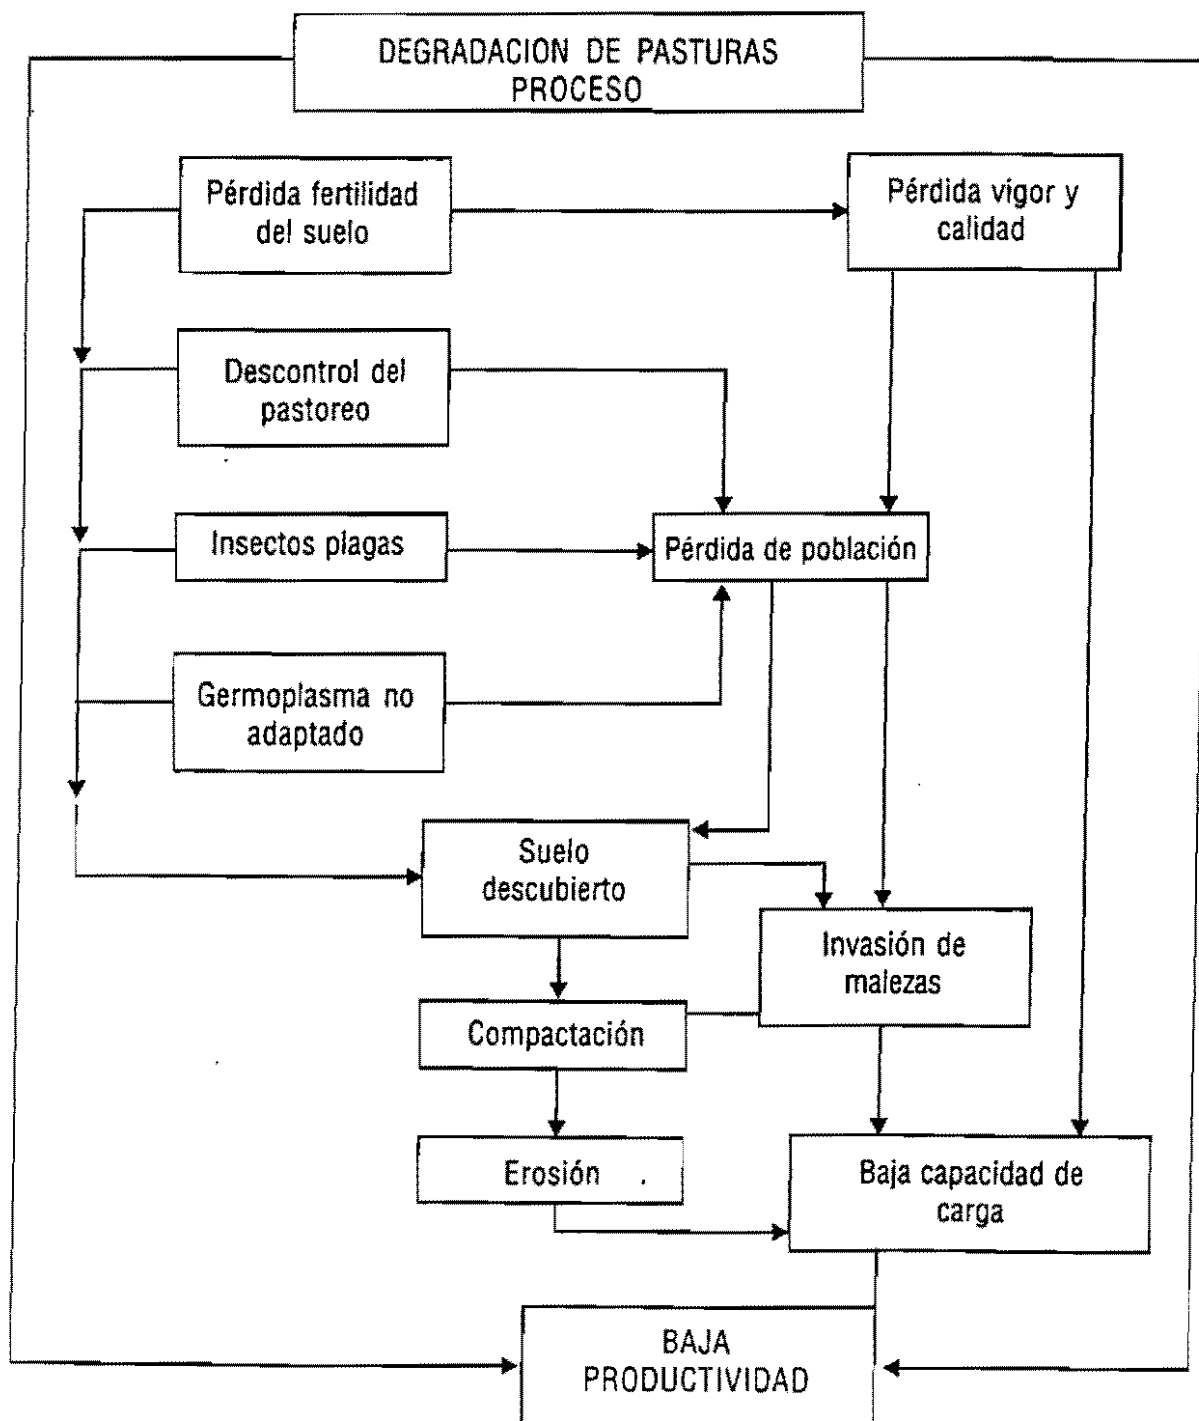 DEGRADACION DE PASTURAS
PROCESO
Pérdida fertilidad
del suelo
Pérdida vigor y
calidad
Descontrol del
pastoreo
Insectos plagas
Pérdida de población
Germoplasma no
adaptado
Suelo
descubierto
Invasión de
malezas
Compactación
Erosión
Baja capacidad de
carga
BAJA
PRODUCTIVIDAD